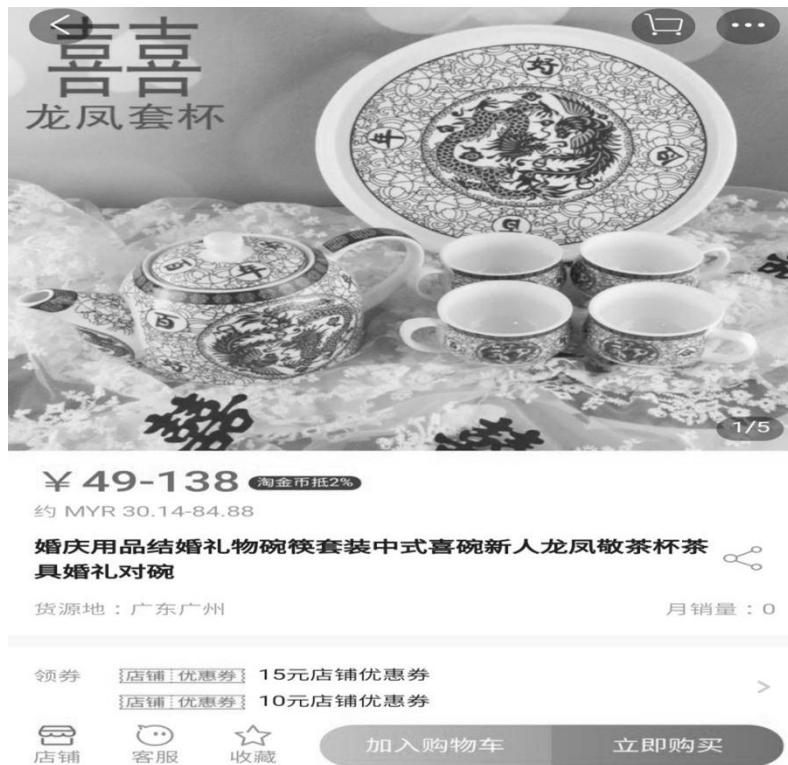 囍
龙凤套杯
好
年
合
百
百
年
百
囍
囍
1/5
¥ 49-138 淘金币抵2%
约 MYR 30.14-84.88
婚庆用品结婚礼物碗筷套装中式喜碗新人龙凤敬茶杯茶
具婚礼对碗
货源地：广东广州
月销量：0
领券 店铺 优惠券 15元店铺优惠券
店铺 优惠券 10元店铺优惠券
店铺 客服 收藏 加入购物车 立即购买